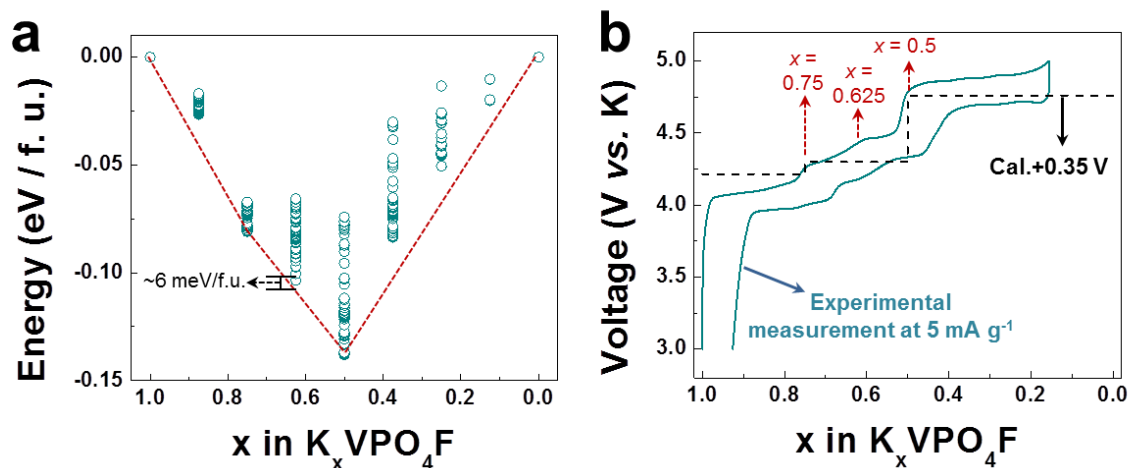 a
Energy (eV / f. u.)
0.00
-0.05
-0.10
-0.15
~6 meV/f.u.
1.0 0.8 0.6 0.4 0.2 0.0
x in KₓVPO₄F
b
Voltage (V vs. K)
5.0
4.5
4.0
3.5
3.0
x =
0.75
x =
0.625
x = 0.5
Cal.+0.35 V
Experimental
measurement at 5 mA g⁻¹
1.0 0.8 0.6 0.4 0.2 0.0
x in KₓVPO₄F